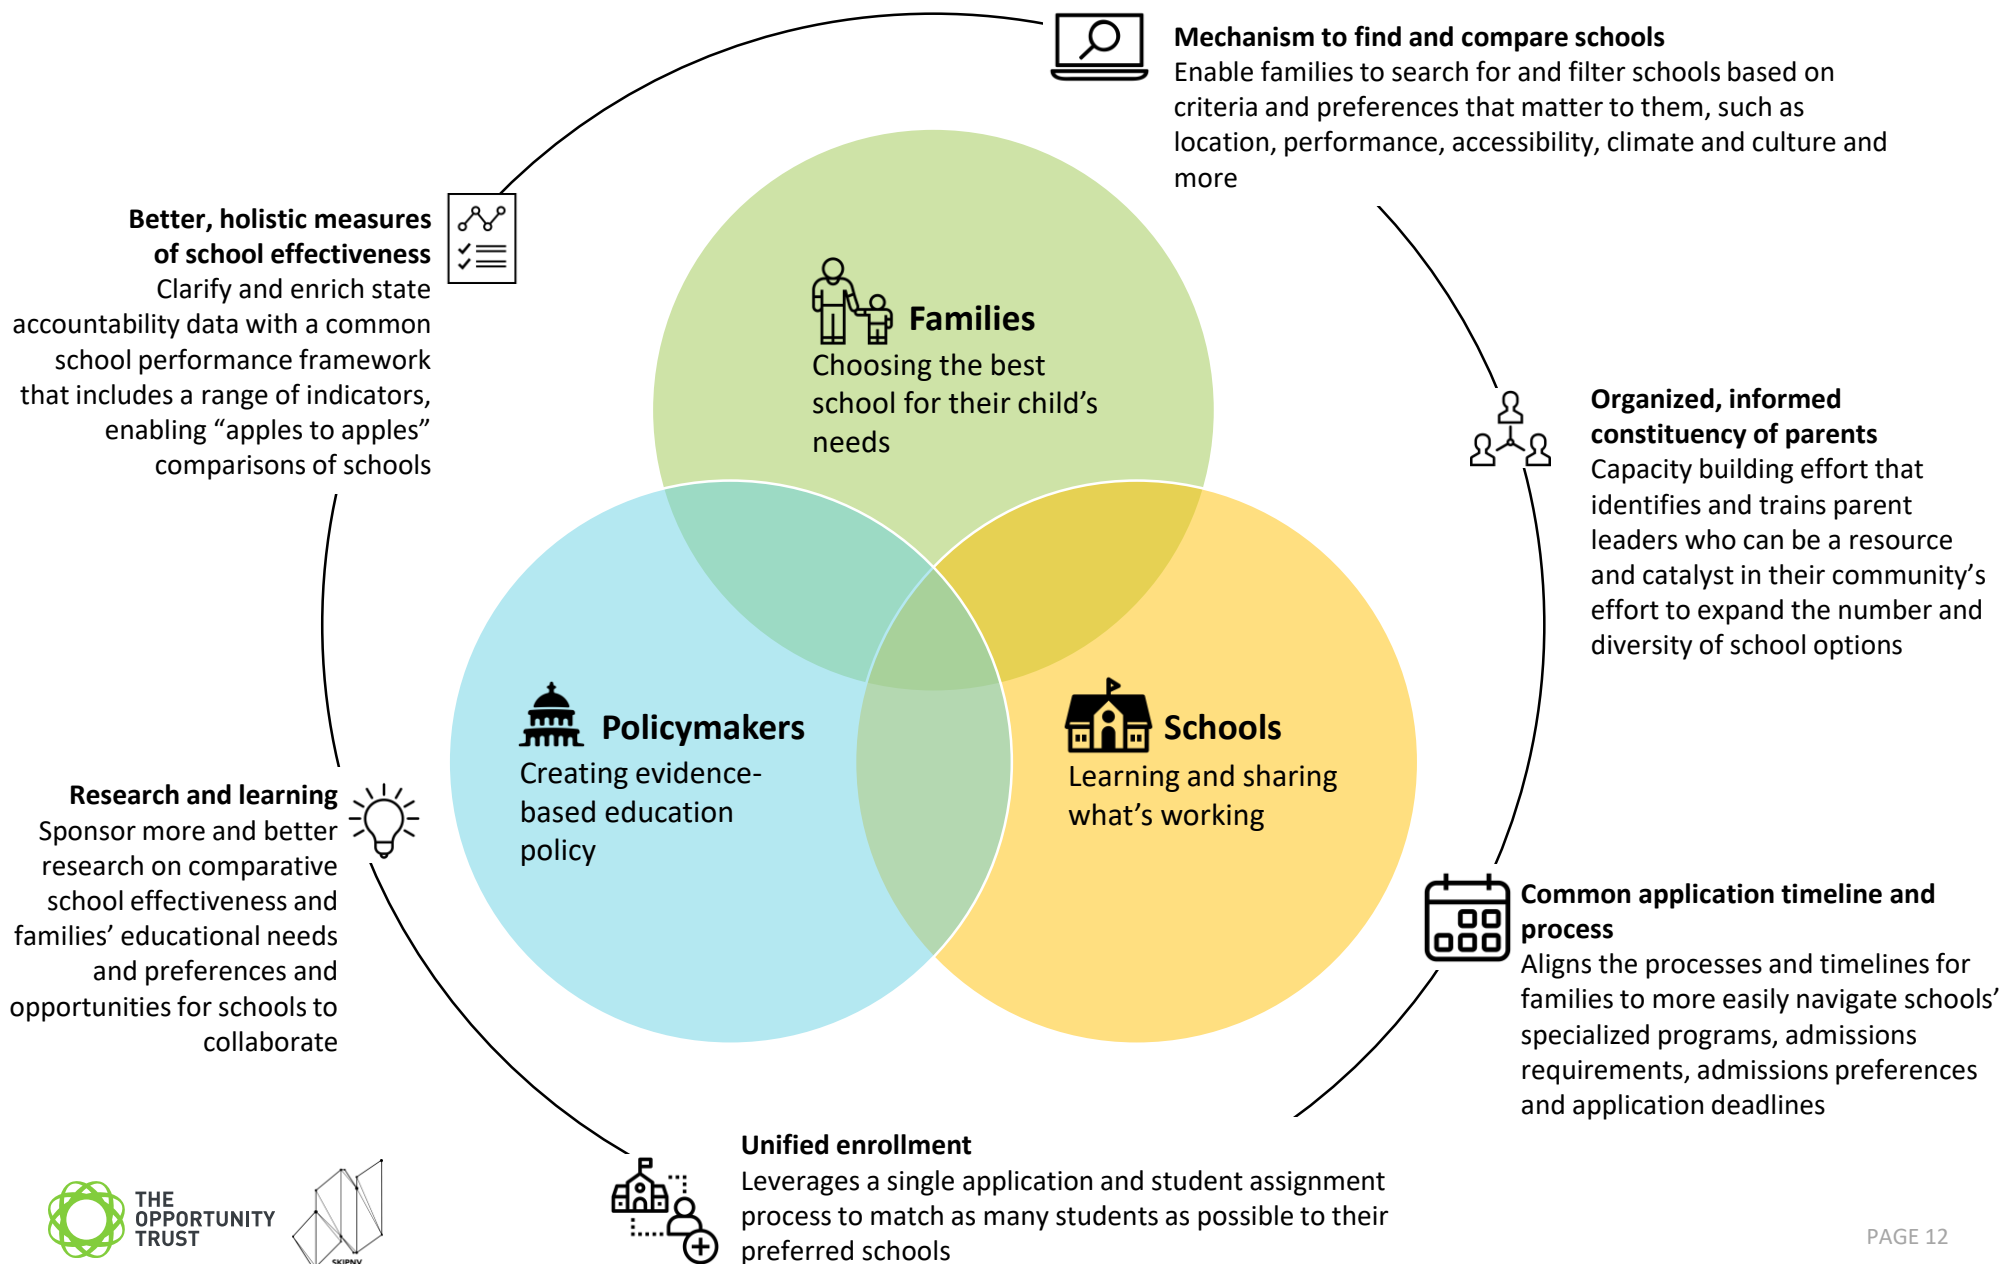 Mechanism to find and compare schools
Enable families to search for and filter schools based on
criteria and preferences that matter to them, such as
location, performance, accessibility, climate and culture and
more
Better, holistic measures
of school effectiveness
Clarify and enrich state
accountability data with a common
school performance framework
that includes a range of indicators,
enabling “apples to apples”
comparisons of schools
Families
Choosing the best
school for their child’s
needs
Organized, informed
constituency of parents
Capacity building effort that
identifies and trains parent
leaders who can be a resource
and catalyst in their community’s
effort to expand the number and
diversity of school options
Policymakers
Creating evidence-
based education
policy
Schools
Learning and sharing
what’s working
Research and learning
Sponsor more and better
research on comparative
school effectiveness and
families’ educational needs
and preferences and
opportunities for schools to
collaborate
Common application timeline and
process
Aligns the processes and timelines for
families to more easily navigate schools’
specialized programs, admissions
requirements, admissions preferences
and application deadlines
Unified enrollment
Leverages a single application and student assignment
process to match as many students as possible to their
preferred schools
THE
OPPORTUNITY
TRUST
SKIPNV
PAGE 12